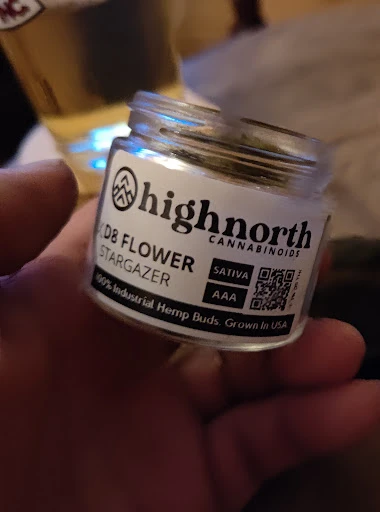 highnorth
CANNABINOIDS
D8 FLOWER
STARGAZER
SATIVA
AAA
100% Industrial Hemp Buds. Grown In USA